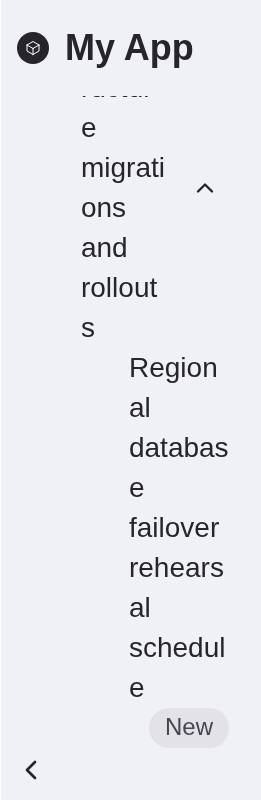 My App
e
migrati
ons
and
rollout
s
Region
al
databas
e
failover
rehears
al
schedul
e
New